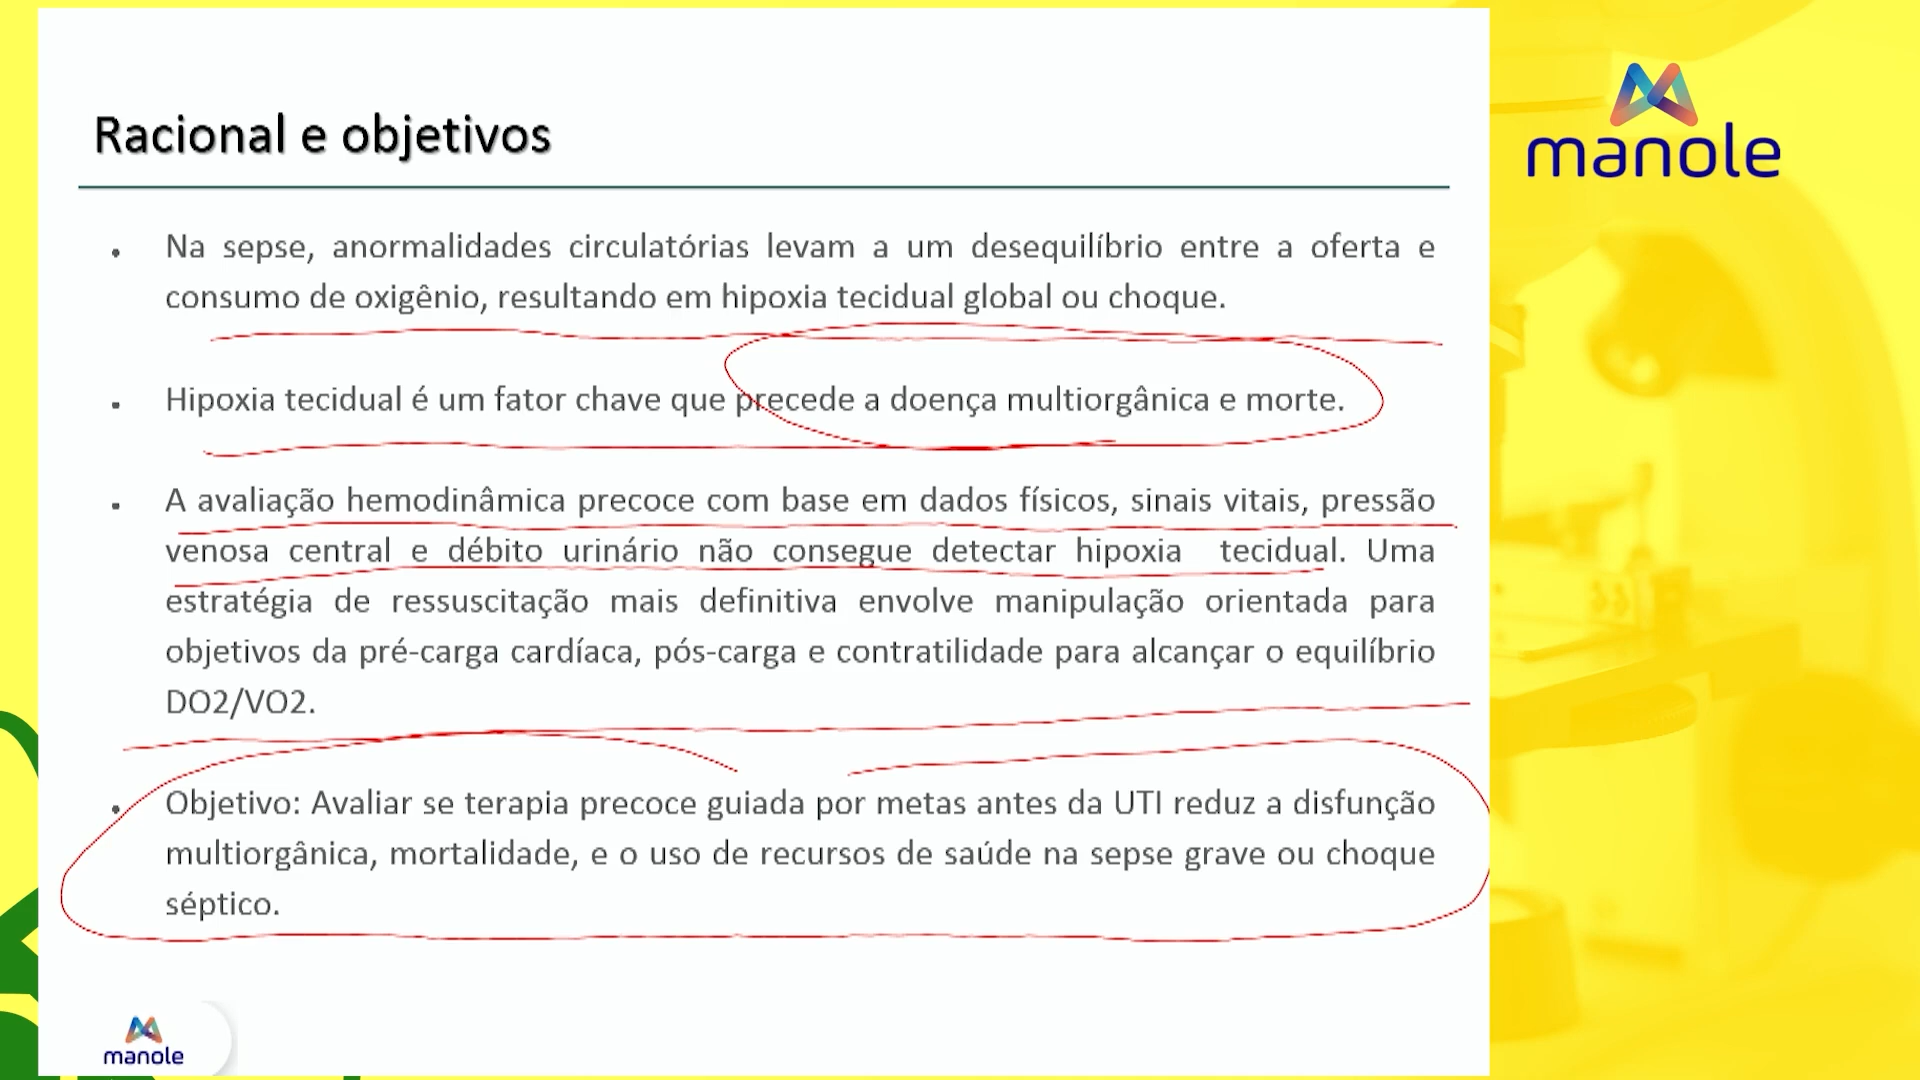 Racional e objetivos
manole
Na sepse, anormalidades circulatórias levam a um desequilíbrio entre a oferta e
consumo de oxigênio, resultando em hipoxia tecidual global ou choque.
Hipoxia tecidual é um fator chave que precede a doença multiorgânica e morte.
A avaliação hemodinâmica precoce com base em dados físicos, sinais vitais, pressão
venosa central e débito urinário não consegue detectar hipoxia tecidual. Uma
estratégia de ressuscitação mais definitiva envolve manipulação orientada para
objetivos da pré-carga cardíaca, pós-carga e contratilidade para alcançar o equilíbrio
DO2/VO2.
Objetivo: Avaliar se terapia precoce guiada por metas antes da UTI reduz a disfunção
multiorgânica, mortalidade, e o uso de recursos de saúde na sepse grave ou choque
séptico.
manole